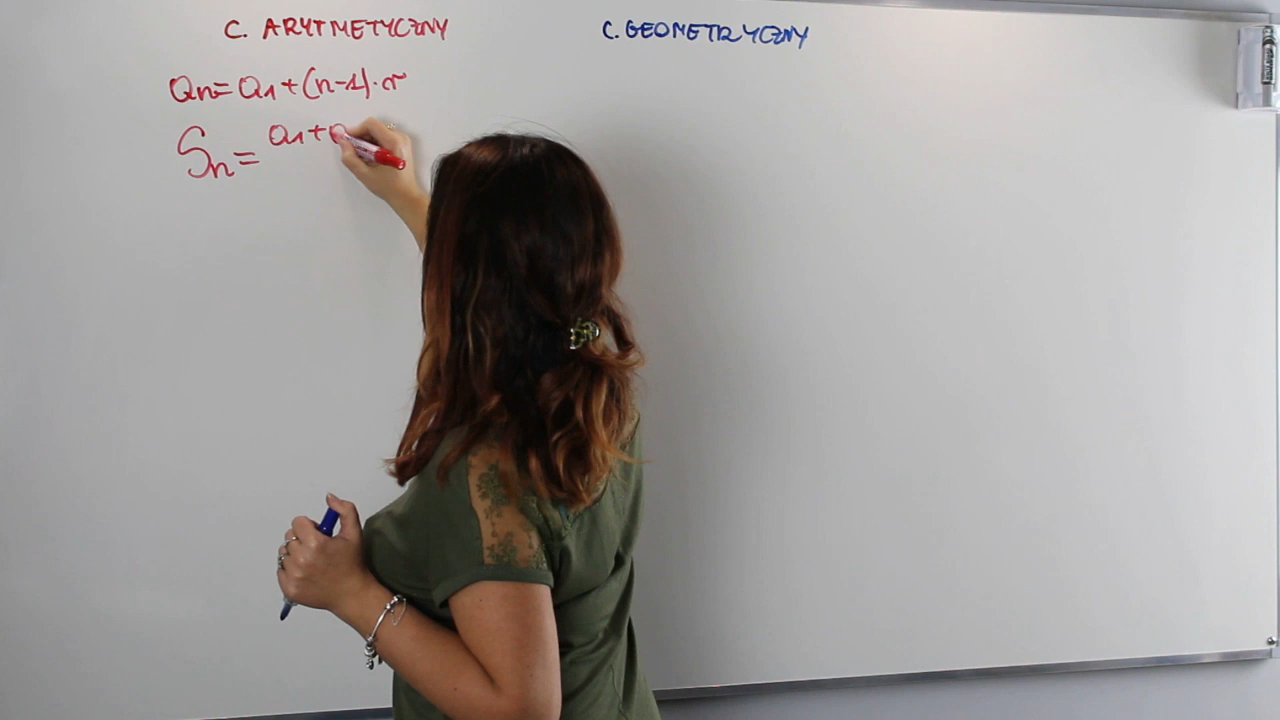 C. ARYTMETYCZNY
C. GEOMETRYCZNY
an = a1 + (n-1)·r
Sn = a1 + a